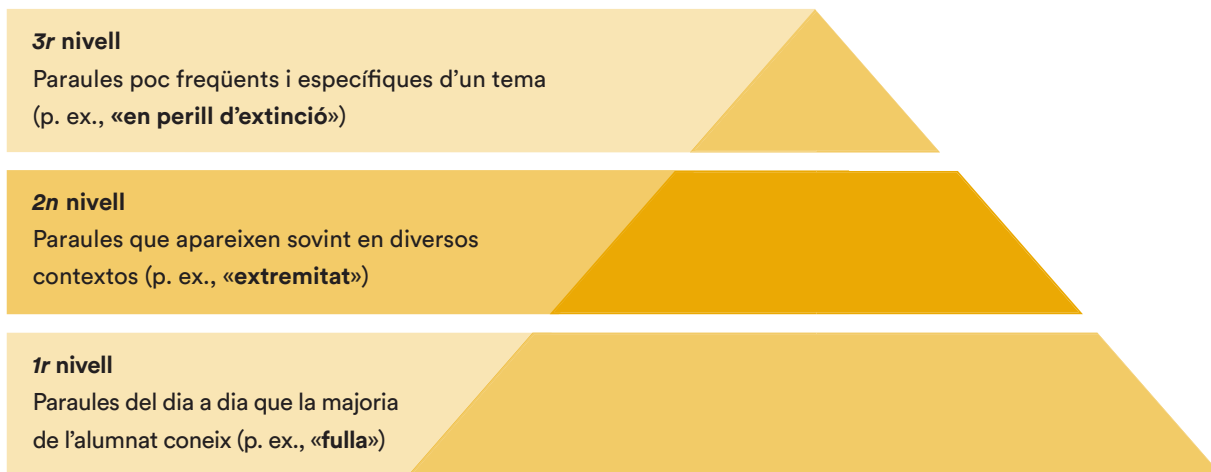 3r nivell
Paraules poc freqüents i específiques d’un tema
(p. ex., «en perill d’extinció»)
2n nivell
Paraules que apareixen sovint en diversos
contextos (p. ex., «extremitat»)
1r nivell
Paraules del dia a dia que la majoria
de l’alumnat coneix (p. ex., «fulla»)